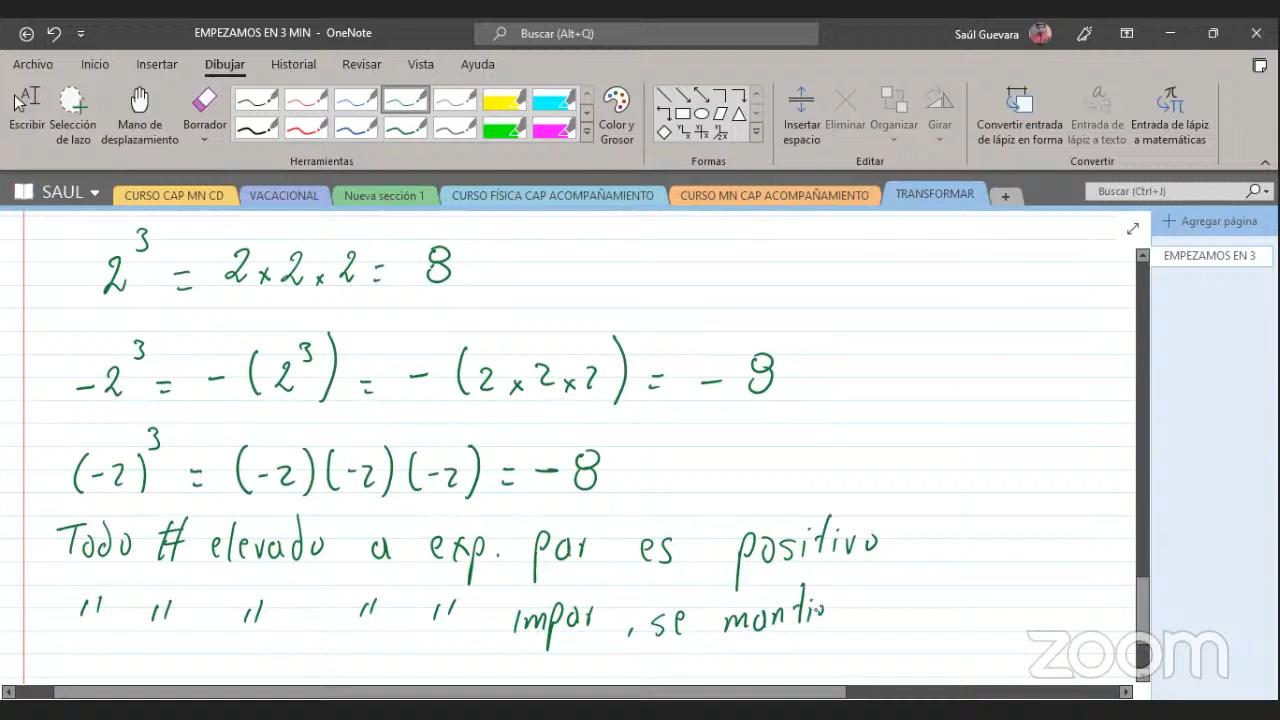 EMPEZAMOS EN 3 MIN - OneNote
Buscar (Alt+Q)
Saúl Guevara
Archivo Inicio Insertar Dibujar Historial Revisar Vista Ayuda
Escribir Selección de lazo Mano de desplazamiento Borrador Color y Grosor Insertar espacio Eliminar Organizar Girar Convertir entrada de lápiz en forma Entrada de lápiz a texto Entrada de lápiz a matemáticas
Herramientas Formas Editar Convertir
SAUL CURSO CAP MN CD VACACIONAL Nueva sección 1 CURSO FÍSICA CAP ACOMPAÑAMIENTO CURSO MN CAP ACOMPAÑAMIENTO TRANSFORMAR + Buscar (Ctrl+J)
+ Agregar página
EMPEZAMOS EN 3
2³ = 2 × 2 × 2 = 8
-2³ = - (2³) = - (2 × 2 × 2) = - 8
(-2)³ = (-2)(-2)(-2) = - 8
Todo # elevado a exp. par es positivo
" " " " " impar, se manti
zoom